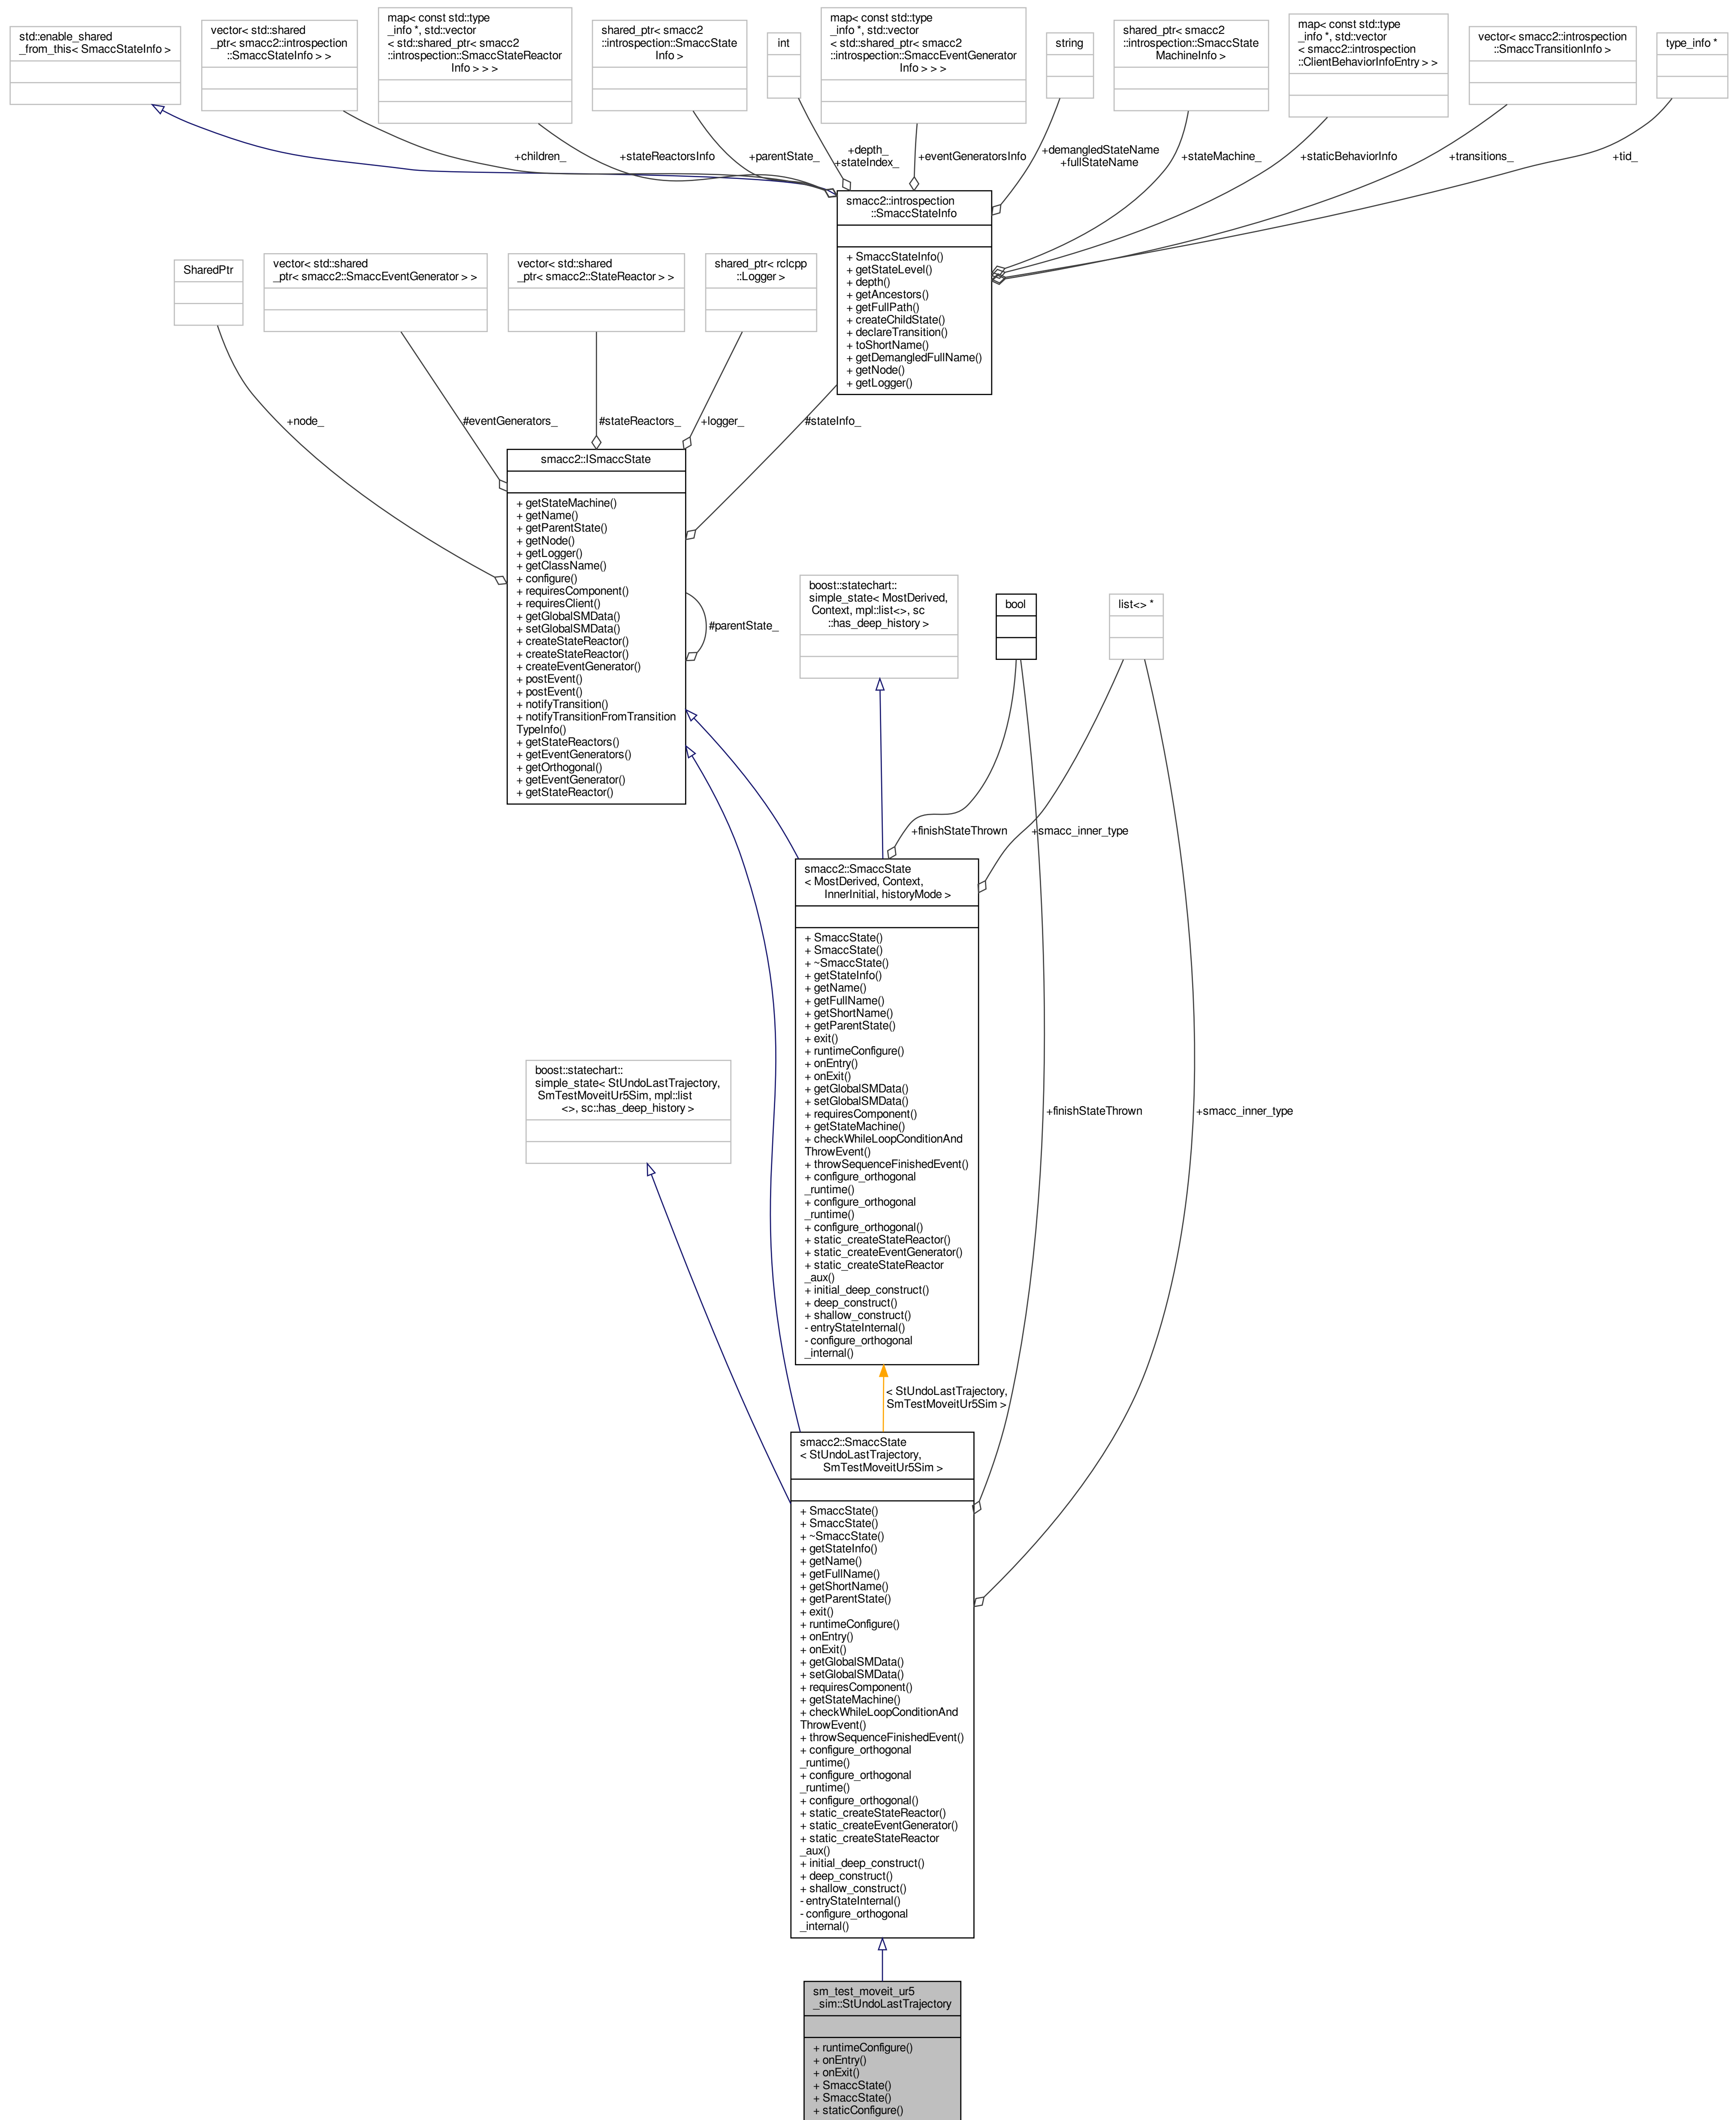 std::enable_shared
_from_this< SmaccStateInfo >
vector< std::shared
_ptr< smacc2::introspection
::SmaccStateInfo > >
map< const std::type
_info *, std::vector
< std::shared_ptr< smacc2
::introspection::SmaccStateReactor
Info > > >
shared_ptr< smacc2
::introspection::SmaccState
Info >
int
map< const std::type
_info *, std::vector
< std::shared_ptr< smacc2
::introspection::SmaccEventGenerator
Info > > >
string
shared_ptr< smacc2
::introspection::SmaccState
MachineInfo >
map< const std::type
_info *, std::vector
< smacc2::introspection
::ClientBehaviorInfoEntry > >
vector< smacc2::introspection
::SmaccTransitionInfo >
type_info *
+children_
+stateReactorsInfo
+parentState_
+depth_
+stateIndex_
+eventGeneratorsInfo
+demangledStateName
+fullStateName
+stateMachine_
+staticBehaviorInfo
+transitions_
+tid_
smacc2::introspection
::SmaccStateInfo
+ SmaccStateInfo()
+ getStateLevel()
+ depth()
+ getAncestors()
+ getFullPath()
+ createChildState()
+ declareTransition()
+ toShortName()
+ getDemangledFullName()
+ getNode()
+ getLogger()
SharedPtr
vector< std::shared
_ptr< smacc2::SmaccEventGenerator > >
vector< std::shared
_ptr< smacc2::StateReactor > >
shared_ptr< rclcpp
::Logger >
+node_
#eventGenerators_
#stateReactors_
+logger_
#stateInfo_
smacc2::ISmaccState
+ getStateMachine()
+ getName()
+ getParentState()
+ getNode()
+ getLogger()
+ getClassName()
+ configure()
+ requiresComponent()
+ requiresClient()
+ getGlobalSMData()
+ setGlobalSMData()
+ createStateReactor()
+ createStateReactor()
+ createEventGenerator()
+ postEvent()
+ postEvent()
+ notifyTransition()
+ notifyTransitionFromTransition
TypeInfo()
+ getStateReactors()
+ getEventGenerators()
+ getOrthogonal()
+ getEventGenerator()
+ getStateReactor()
#parentState_
boost::statechart::
simple_state< MostDerived,
Context, mpl::list<>, sc
::has_deep_history >
bool
list<> *
+finishStateThrown
+smacc_inner_type
smacc2::SmaccState
< MostDerived, Context,
InnerInitial, historyMode >
+ SmaccState()
+ SmaccState()
+ ~SmaccState()
+ getStateInfo()
+ getName()
+ getFullName()
+ getShortName()
+ getParentState()
+ exit()
+ runtimeConfigure()
+ onEntry()
+ onExit()
+ getGlobalSMData()
+ setGlobalSMData()
+ requiresComponent()
+ getStateMachine()
+ checkWhileLoopConditionAnd
ThrowEvent()
+ throwSequenceFinishedEvent()
+ configure_orthogonal
_runtime()
+ configure_orthogonal
_runtime()
+ configure_orthogonal()
+ static_createStateReactor()
+ static_createEventGenerator()
+ static_createStateReactor
_aux()
+ initial_deep_construct()
+ deep_construct()
+ shallow_construct()
- entryStateInternal()
- configure_orthogonal
_internal()
boost::statechart::
simple_state< StUndoLastTrajectory,
SmTestMoveitUr5Sim, mpl::list
<>, sc::has_deep_history >
+finishStateThrown
+smacc_inner_type
< StUndoLastTrajectory,
SmTestMoveitUr5Sim >
smacc2::SmaccState
< StUndoLastTrajectory,
SmTestMoveitUr5Sim >
+ SmaccState()
+ SmaccState()
+ ~SmaccState()
+ getStateInfo()
+ getName()
+ getFullName()
+ getShortName()
+ getParentState()
+ exit()
+ runtimeConfigure()
+ onEntry()
+ onExit()
+ getGlobalSMData()
+ setGlobalSMData()
+ requiresComponent()
+ getStateMachine()
+ checkWhileLoopConditionAnd
ThrowEvent()
+ throwSequenceFinishedEvent()
+ configure_orthogonal
_runtime()
+ configure_orthogonal
_runtime()
+ configure_orthogonal()
+ static_createStateReactor()
+ static_createEventGenerator()
+ static_createStateReactor
_aux()
+ initial_deep_construct()
+ deep_construct()
+ shallow_construct()
- entryStateInternal()
- configure_orthogonal
_internal()
sm_test_moveit_ur5
_sim::StUndoLastTrajectory
+ runtimeConfigure()
+ onEntry()
+ onExit()
+ SmaccState()
+ SmaccState()
+ staticConfigure()